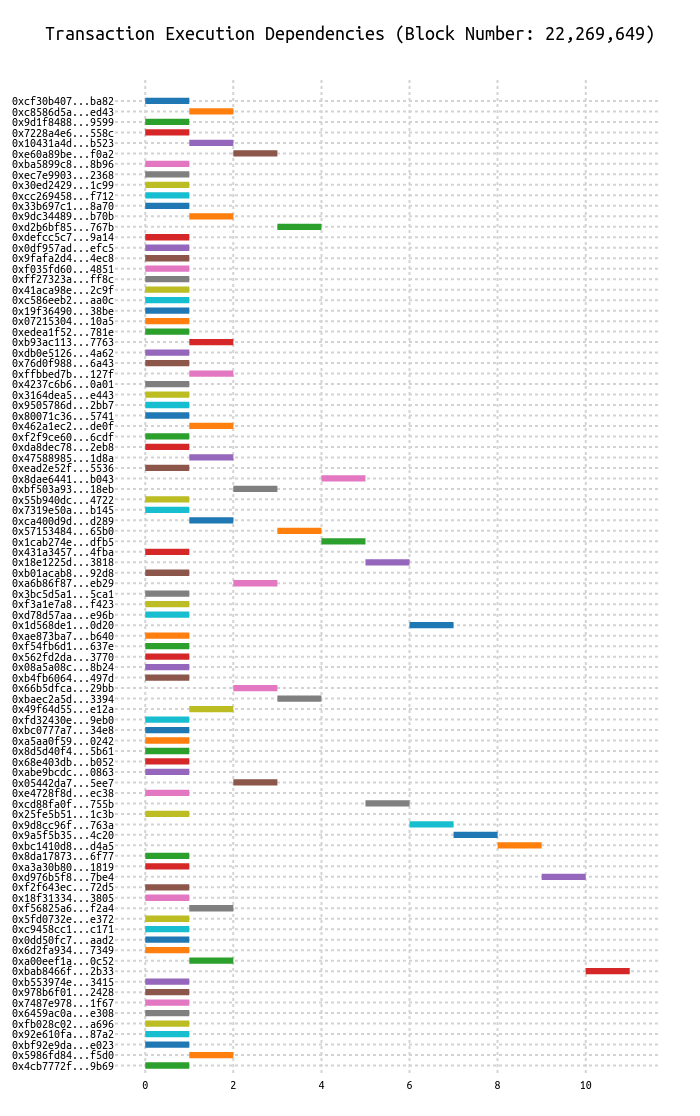 Transaction Execution Dependencies (Block Number: 22,269,649)
0xcf30b407...ba82
0xc8586d5a...ed43
0x9d1f8488...9599
0x7228a4e6...558c
0x10431a4d...b523
0xe60a89be...f0a2
0xba5899c8...8b96
0xec7e9903...2368
0x30ed2429...1c99
0xcc269458...f712
0x33b697c1...8a70
0x9dc34489...b70b
0xd2b6bf85...767b
0xdefcc5c7...9a14
0x0df957ad...efc5
0x9fafa2d4...4ec8
0xf035fd60...4851
0xff27323a...ff8c
0x41aca98e...2c9f
0xc586eeb2...aa0c
0x19f36490...38be
0x07215304...10a5
0xedea1f52...781e
0xb93ac113...7763
0xdb0e5126...4a62
0x76d0f988...6a43
0xffbbed7b...127f
0x4237c6b6...0a01
0x3164dea5...e443
0x9505786d...2bb7
0x80071c36...5741
0x462a1ec2...de0f
0xf2f9ce60...6cdf
0xda8dec78...2eb8
0x47588985...1d8a
0xead2e52f...5536
0x8dae6441...b043
0xbf503a93...18eb
0x55b940dc...4722
0x7319e50a...b145
0xca400d9d...d289
0x57153484...65b0
0x1cab274e...dfb5
0x431a3457...4fba
0x18e1225d...3818
0xb01acab8...92d8
0xa6b86f87...eb29
0x3bc5d5a1...5ca1
0xf3a1e7a8...f423
0xd78d57aa...e96b
0x1d568de1...0d20
0xae873ba7...b640
0xf54fb6d1...637e
0x562fd2da...3770
0x08a5a08c...8b24
0xb4fb6064...497d
0x66b5dfca...29bb
0xbaec2a5d...3394
0x49f64d55...e12a
0xfd32430e...9eb0
0xbc0777a7...34e8
0xa5aa0f59...0242
0x8d5d40f4...5b61
0x68e403db...b052
0xabe9bcdc...0863
0x05442da7...5ee7
0xe4728f8d...ec38
0xcd88fa0f...755b
0x25fe5b51...1c3b
0x9d8cc96f...763a
0x9a5f5b35...4c20
0xbc1410d8...d4a5
0x8da17873...6f77
0xa3a30b80...1819
0xd976b5f8...7be4
0xf2f643ec...72d5
0x18f31334...3805
0xf56825a6...f2a4
0x5fd0732e...e372
0xc9458cc1...c171
0x0dd50fc7...aad2
0x6d2fa934...7349
0xa00eef1a...0c52
0xbab8466f...2b33
0xb553974e...3415
0x978b6f01...2428
0x7487e978...1f67
0x6459ac0a...e308
0xfb028c02...a696
0x92e610fa...87a2
0xbf92e9da...e023
0x5986fd84...f5d0
0x4cb7772f...9b69
0 2 4 6 8 10